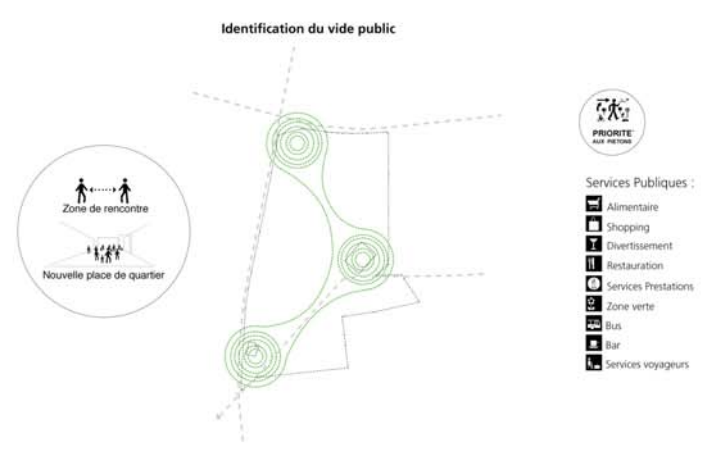 Identification du vide public
Zone de rencontre
Nouvelle place de quartier
PRIORITE
AUX PIETONS
Services Publiques :
Alimentaire
Shopping
Divertissement
Restauration
Services Prestations
Zone verte
Bus
Bar
Services voyageurs